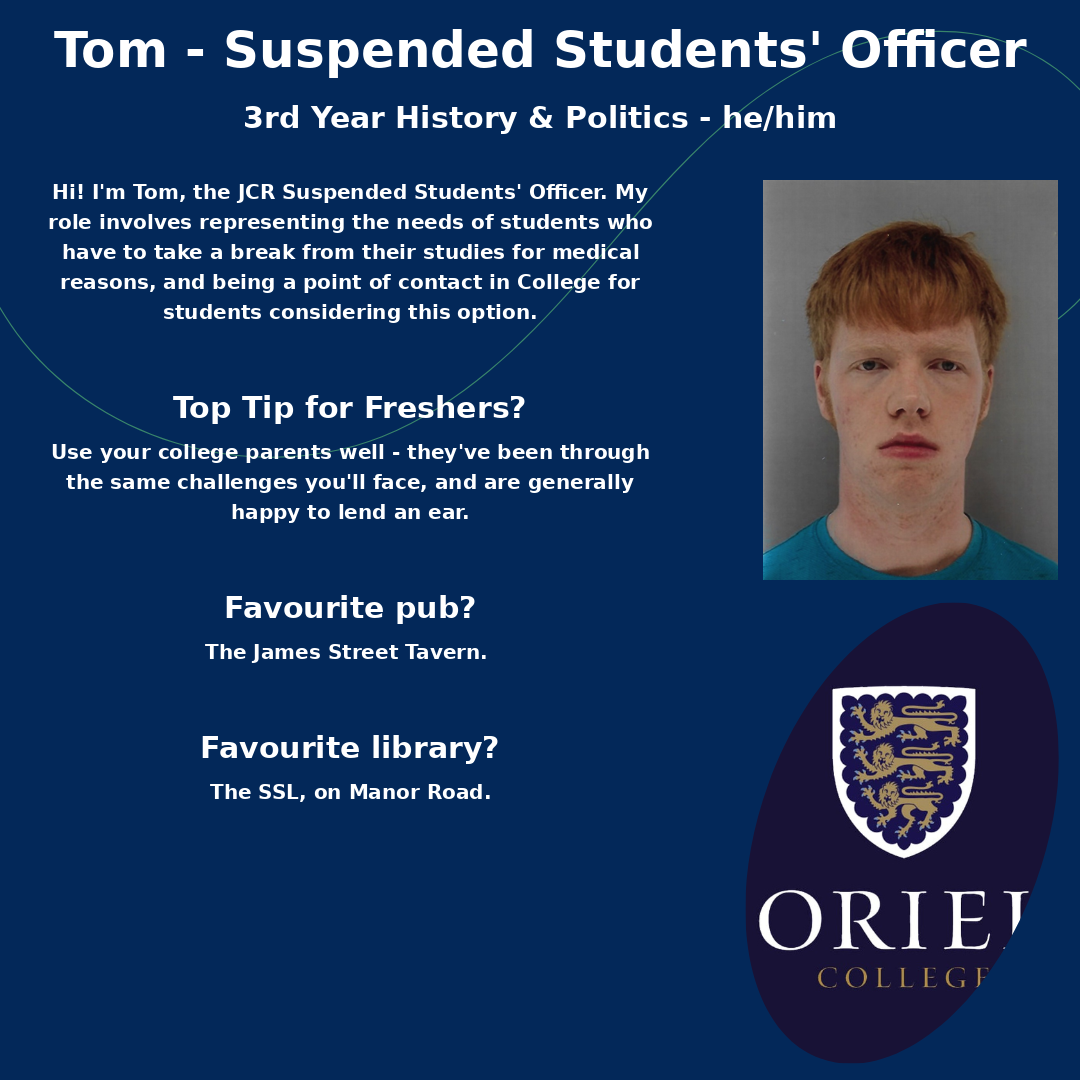 Tom - Suspended Students' Officer
3rd Year History & Politics - he/him
Hi! I'm Tom, the JCR Suspended Students' Officer. My
role involves representing the needs of students who
have to take a break from their studies for medical
reasons, and being a point of contact in College for
students considering this option.
Top Tip for Freshers?
Use your college parents well - they've been through
the same challenges you'll face, and are generally
happy to lend an ear.
Favourite pub?
The James Street Tavern.
Favourite library?
The SSL, on Manor Road.
ORIEL
COLLEGE